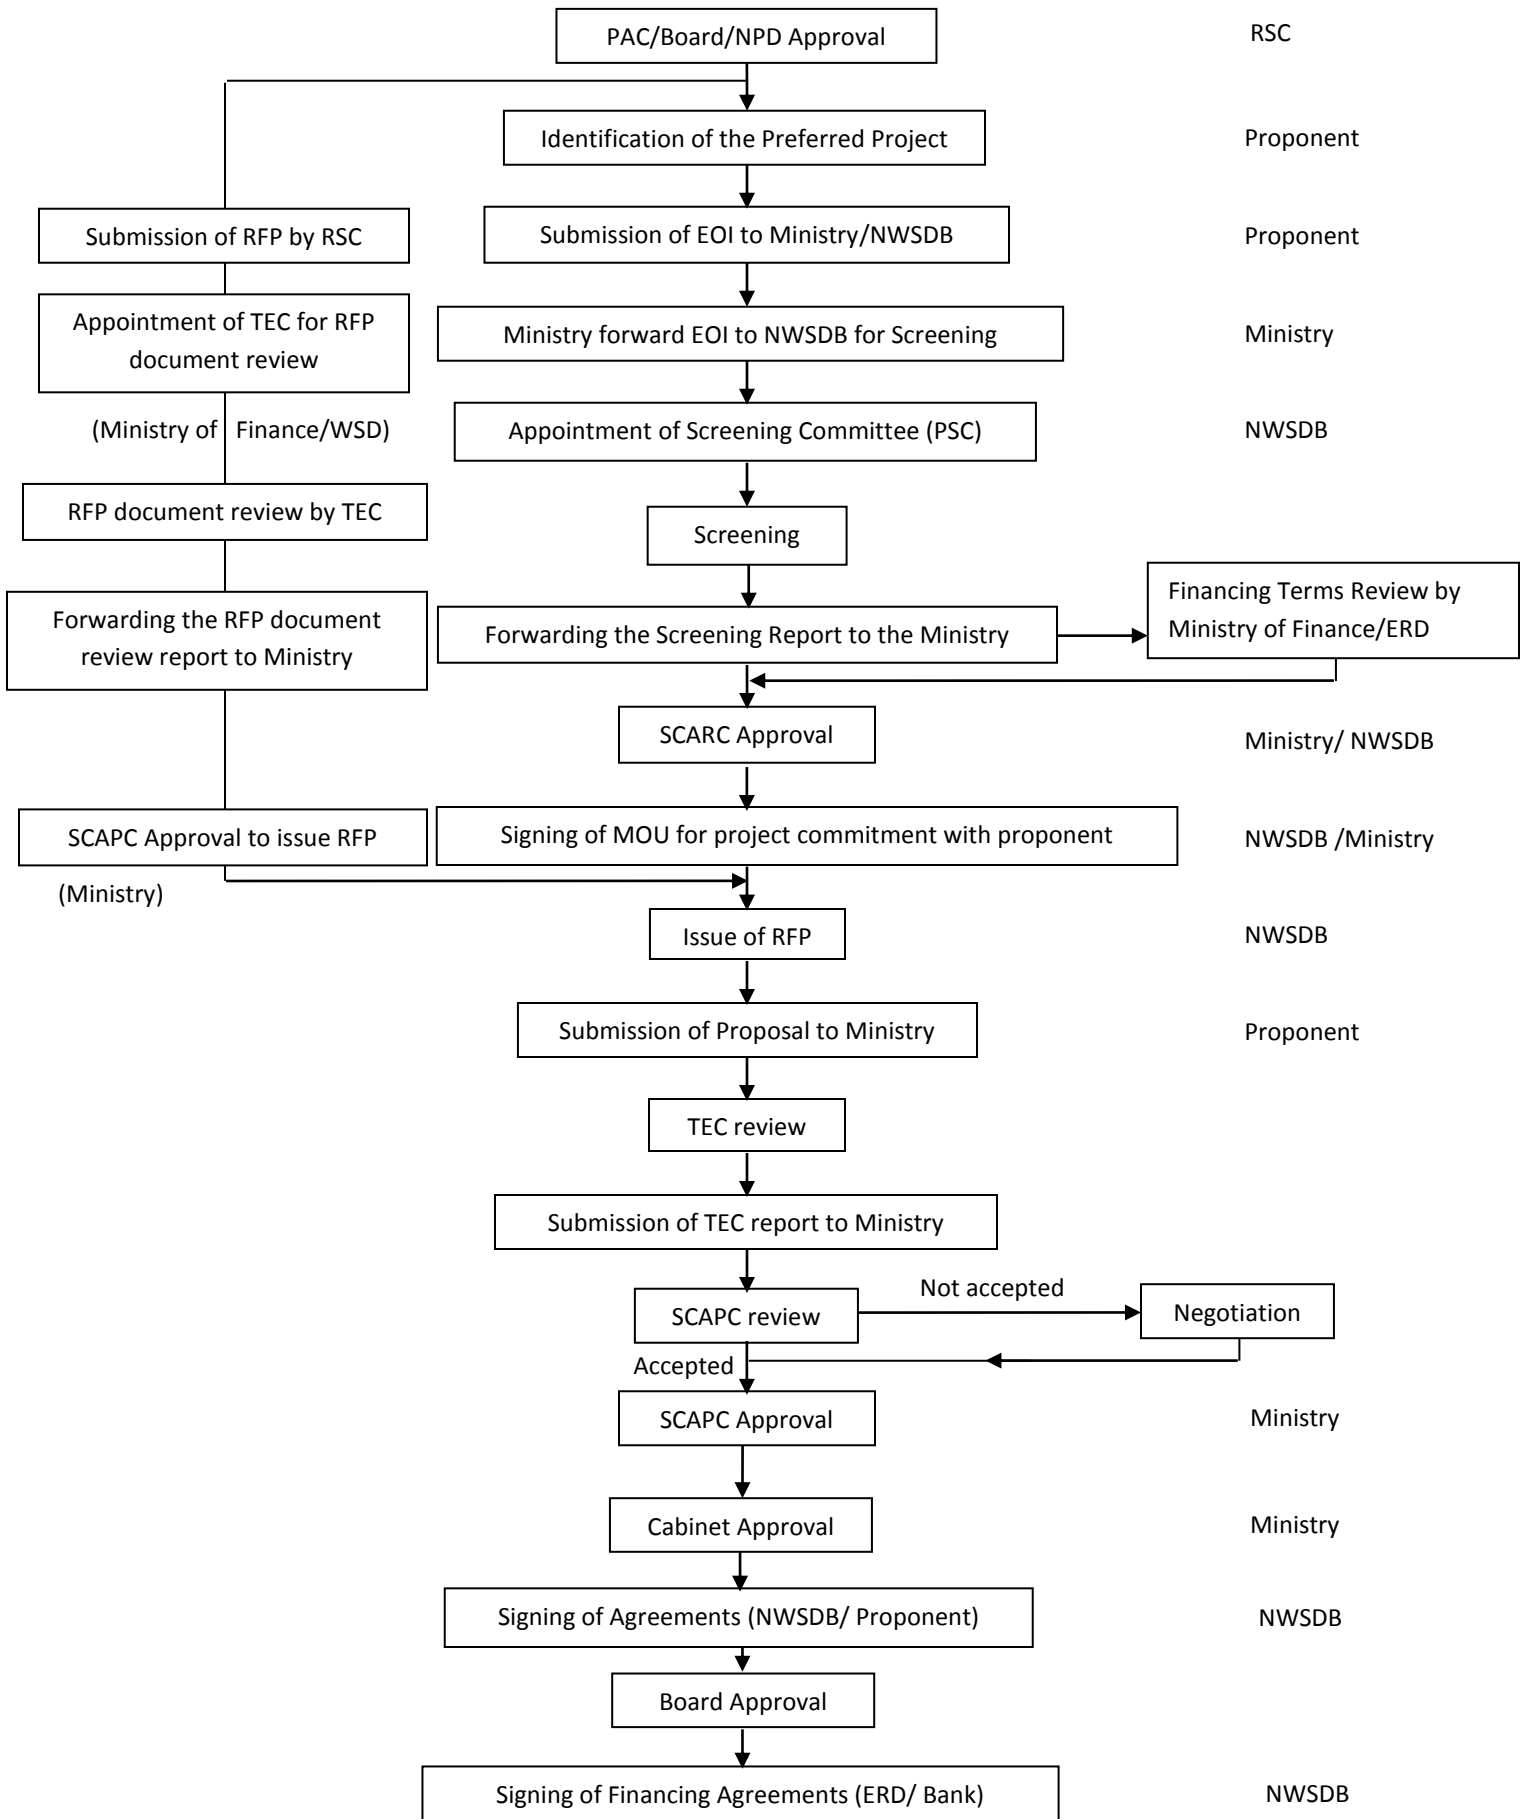 PAC/Board/NPD Approval
RSC
Identification of the Preferred Project
Proponent
Submission of RFP by RSC
Submission of EOI to Ministry/NWSDB
Proponent
Appointment of TEC for RFP
document review
Ministry forward EOI to NWSDB for Screening
Ministry
(Ministry of Finance/WSD)
Appointment of Screening Committee (PSC)
NWSDB
RFP document review by TEC
Screening
Forwarding the RFP document
review report to Ministry
Forwarding the Screening Report to the Ministry
Financing Terms Review by
Ministry of Finance/ERD
SCARC Approval
Ministry/ NWSDB
SCAPC Approval to issue RFP
(Ministry)
Signing of MOU for project commitment with proponent
NWSDB /Ministry
Issue of RFP
NWSDB
Submission of Proposal to Ministry
Proponent
TEC review
Submission of TEC report to Ministry
SCAPC review
Not accepted
Negotiation
Accepted
SCAPC Approval
Ministry
Cabinet Approval
Ministry
Signing of Agreements (NWSDB/ Proponent)
NWSDB
Board Approval
Signing of Financing Agreements (ERD/ Bank)
NWSDB